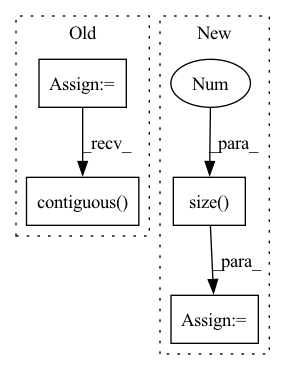 Old
New
Assign:=
Num
_recv_
_para_
contiguous()
size()
_para_
Assign:=